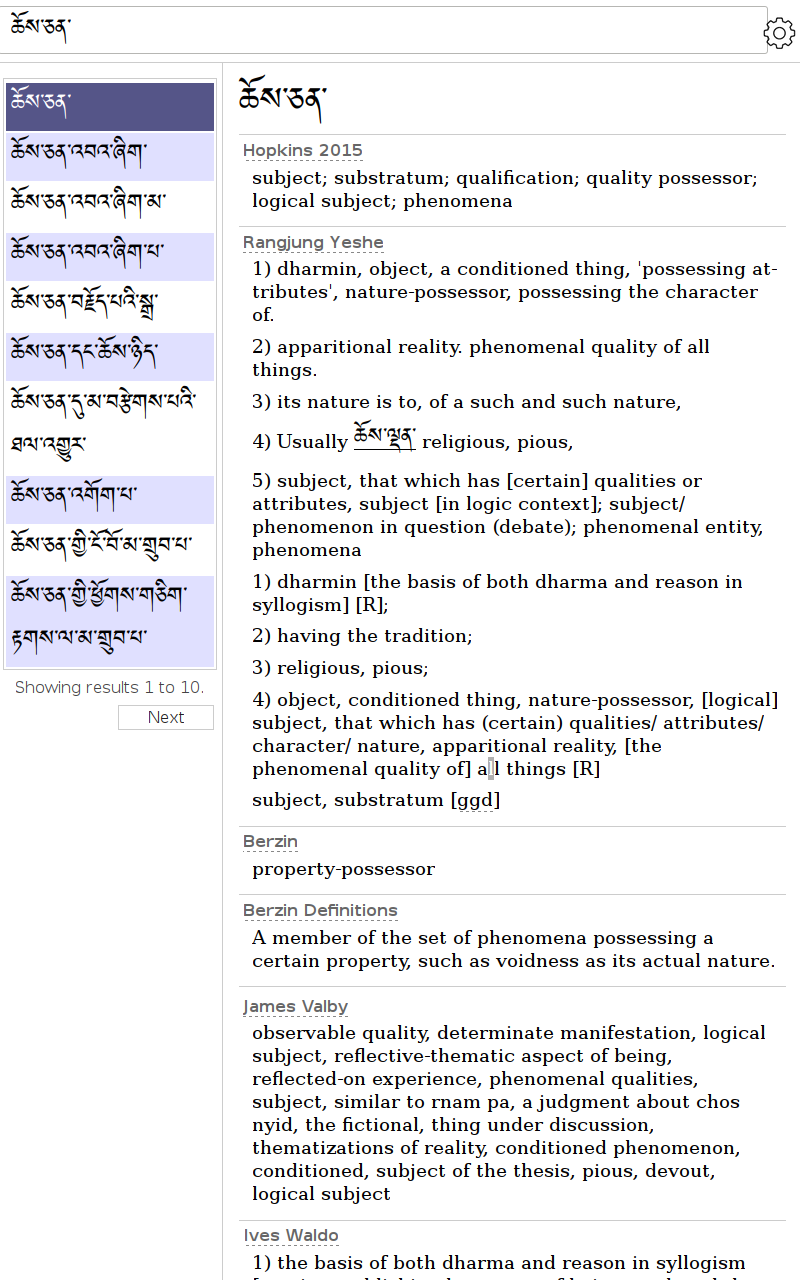 ཆོས་ཅན་
ཆོས་ཅན་
ཆོས་ཅན་འབའ་ཞིག་
ཆོས་ཅན་འབའ་ཞིག་མ་
ཆོས་ཅན་འབའ་ཞིག་པ་
ཆོས་ཅན་བརྗོད་པའི་སྒྲ་
ཆོས་ཅན་དང་ཆོས་ཉིད་
ཆོས་ཅན་དུ་མ་བརྩེགས་པའི་
ཐལ་འགྱུར་
ཆོས་ཅན་འགོག་པ་
ཆོས་ཅན་གྱི་ངོ་བོ་མ་གྲུབ་པ་
ཆོས་ཅན་གྱི་ཕྱོགས་གཅིག་
རྟགས་ལ་མ་གྲུབ་པ་
Showing results 1 to 10.
Next
ཆོས་ཅན་
Hopkins 2015
subject; substratum; qualification; quality possessor;
logical subject; phenomena
Rangjung Yeshe
1) dharmin, object, a conditioned thing, 'possessing at-
tributes', nature-possessor, possessing the character
of.
2) apparitional reality. phenomenal quality of all
things.
3) its nature is to, of a such and such nature,
4) Usually ཆོས་ལྡན་ religious, pious,
5) subject, that which has [certain] qualities or
attributes, subject [in logic context]; subject/
phenomenon in question (debate); phenomenal entity,
phenomena
1) dharmin [the basis of both dharma and reason in
syllogism] [R];
2) having the tradition;
3) religious, pious;
4) object, conditioned thing, nature-possessor, [logical]
subject, that which has (certain) qualities/ attributes/
character/ nature, apparitional reality, [the
phenomenal quality of] all things [R]
subject, substratum [ggd]
Berzin
property-possessor
Berzin Definitions
A member of the set of phenomena possessing a
certain property, such as voidness as its actual nature.
James Valby
observable quality, determinate manifestation, logical
subject, reflective-thematic aspect of being,
reflected-on experience, phenomenal qualities,
subject, similar to rnam pa, a judgment about chos
nyid, the fictional, thing under discussion,
thematizations of reality, conditioned phenomenon,
conditioned, subject of the thesis, pious, devout,
logical subject
Ives Waldo
1) the basis of both dharma and reason in syllogism